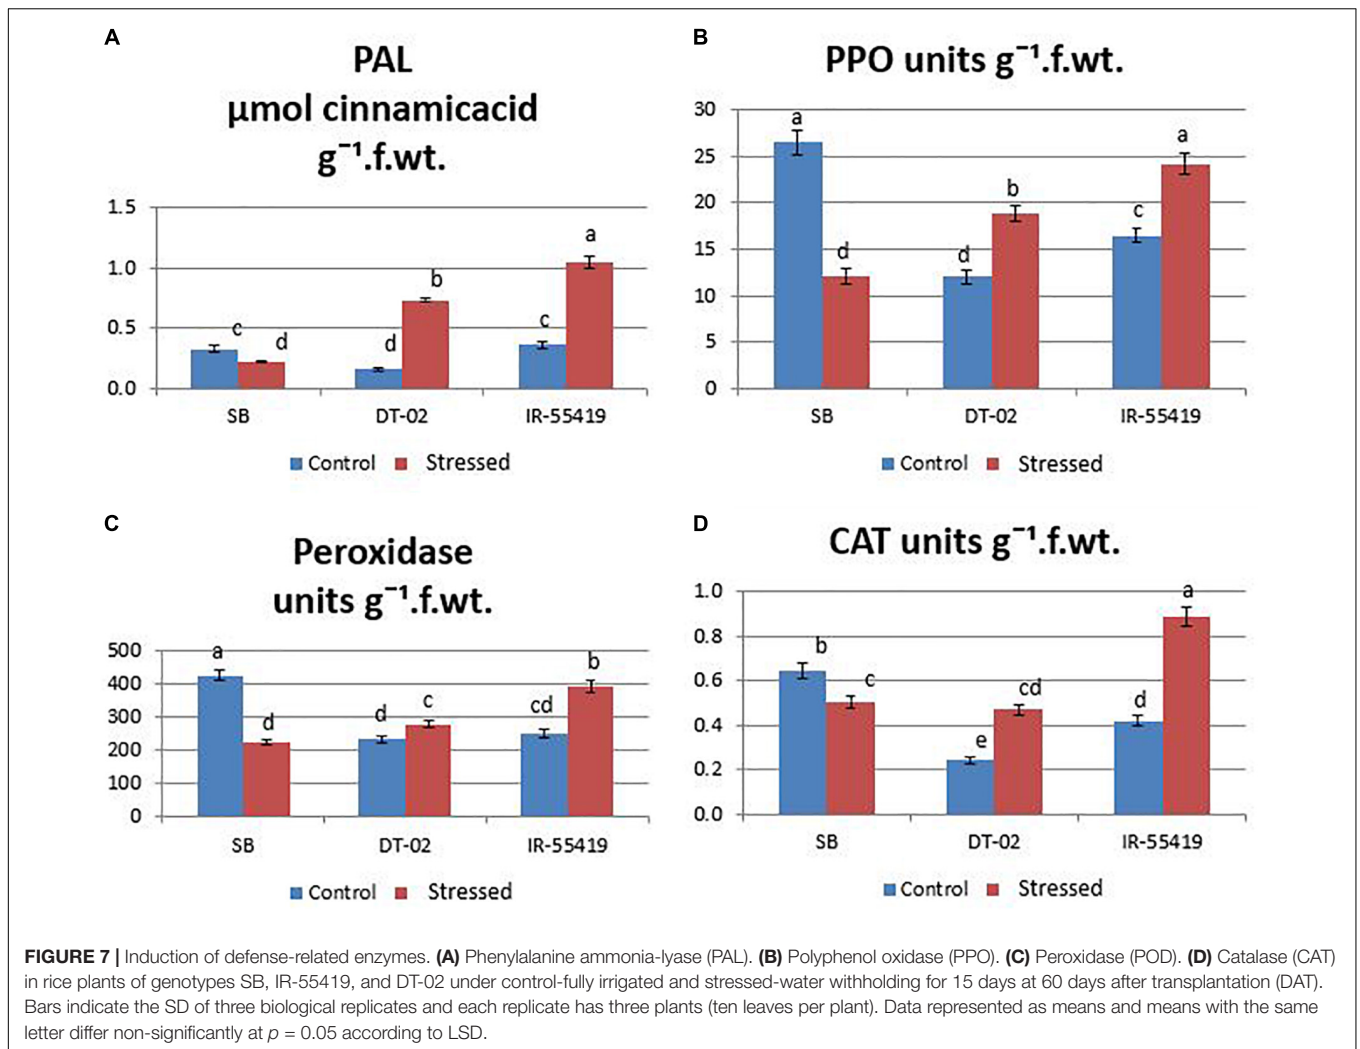 A
PAL
µmol cinnamicacid
g⁻¹.f.wt.
1.5
1.0
0.5
0.0
c
d
d
b
c
a
SB
DT-02
IR-55419
Control
Stressed
B
PPO units g⁻¹.f.wt.
30
25
20
15
10
5
0
a
d
d
b
c
a
SB
DT-02
IR-55419
Control
Stressed
C
Peroxidase
units g⁻¹.f.wt.
500
400
300
200
100
0
a
d
d
c
cd
b
SB
DT-02
IR-55419
Control
Stressed
D
CAT units g⁻¹.f.wt.
1.0
0.8
0.6
0.4
0.2
0.0
b
c
e
cd
d
a
SB
DT-02
IR-55419
Control
Stressed
FIGURE 7 | Induction of defense-related enzymes. (A) Phenylalanine ammonia-lyase (PAL). (B) Polyphenol oxidase (PPO). (C) Peroxidase (POD). (D) Catalase (CAT)
in rice plants of genotypes SB, IR-55419, and DT-02 under control-fully irrigated and stressed-water withholding for 15 days at 60 days after transplantation (DAT).
Bars indicate the SD of three biological replicates and each replicate has three plants (ten leaves per plant). Data represented as means and means with the same
letter differ non-significantly at p = 0.05 according to LSD.